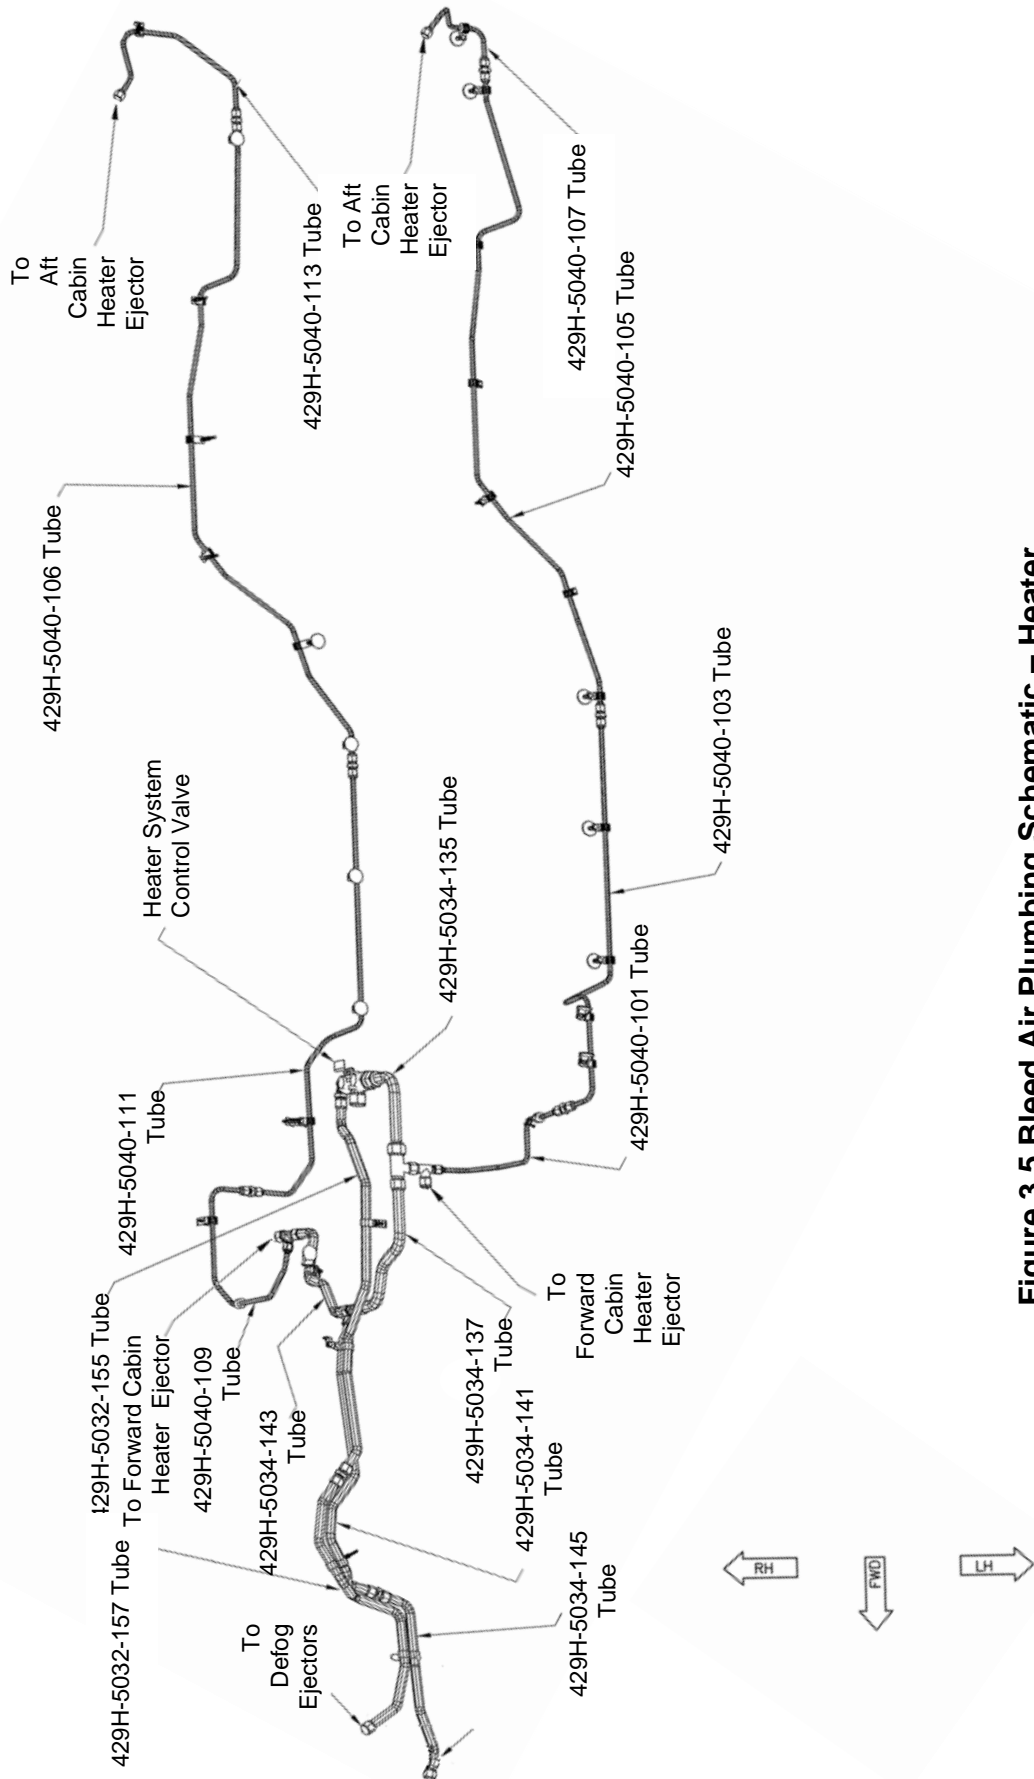 To
Aft
Cabin
Heater
Ejector
429H-5040-113 Tube
To Aft
Cabin
Heater
Ejector
429H-5040-107 Tube
429H-5040-106 Tube
429H-5040-105 Tube
Heater System
Control Valve
429H-5034-135 Tube
429H-5040-103 Tube
429H-5040-111
Tube
429H-5040-101 Tube
429H-5032-155 Tube
To Forward Cabin
Heater Ejector
429H-5040-109
Tube
429H-5034-143
Tube
429H-5034-137
Tube
To
Forward
Cabin
Heater
Ejector
429H-5034-141
Tube
429H-5032-157 Tube
To
Defog
Ejectors
429H-5034-145
Tube
RH
FWD
LH
Figure 3.5 Bleed Air Plumbing Schematic – Heater